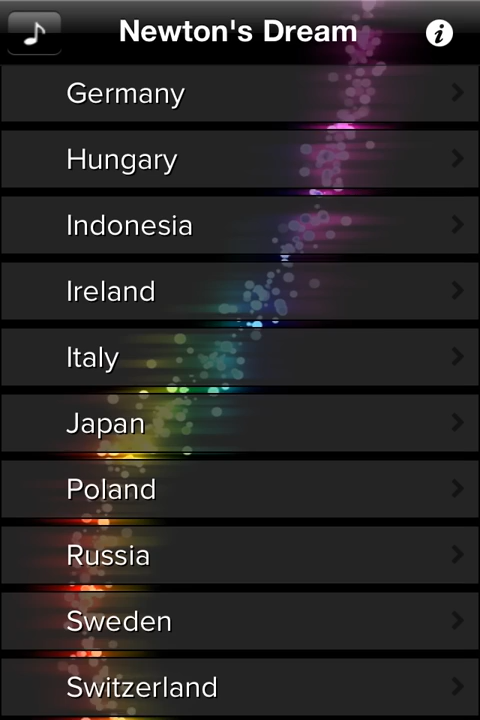 Newton's Dream
Germany
Hungary
Indonesia
Ireland
Italy
Japan
Poland
Russia
Sweden
Switzerland